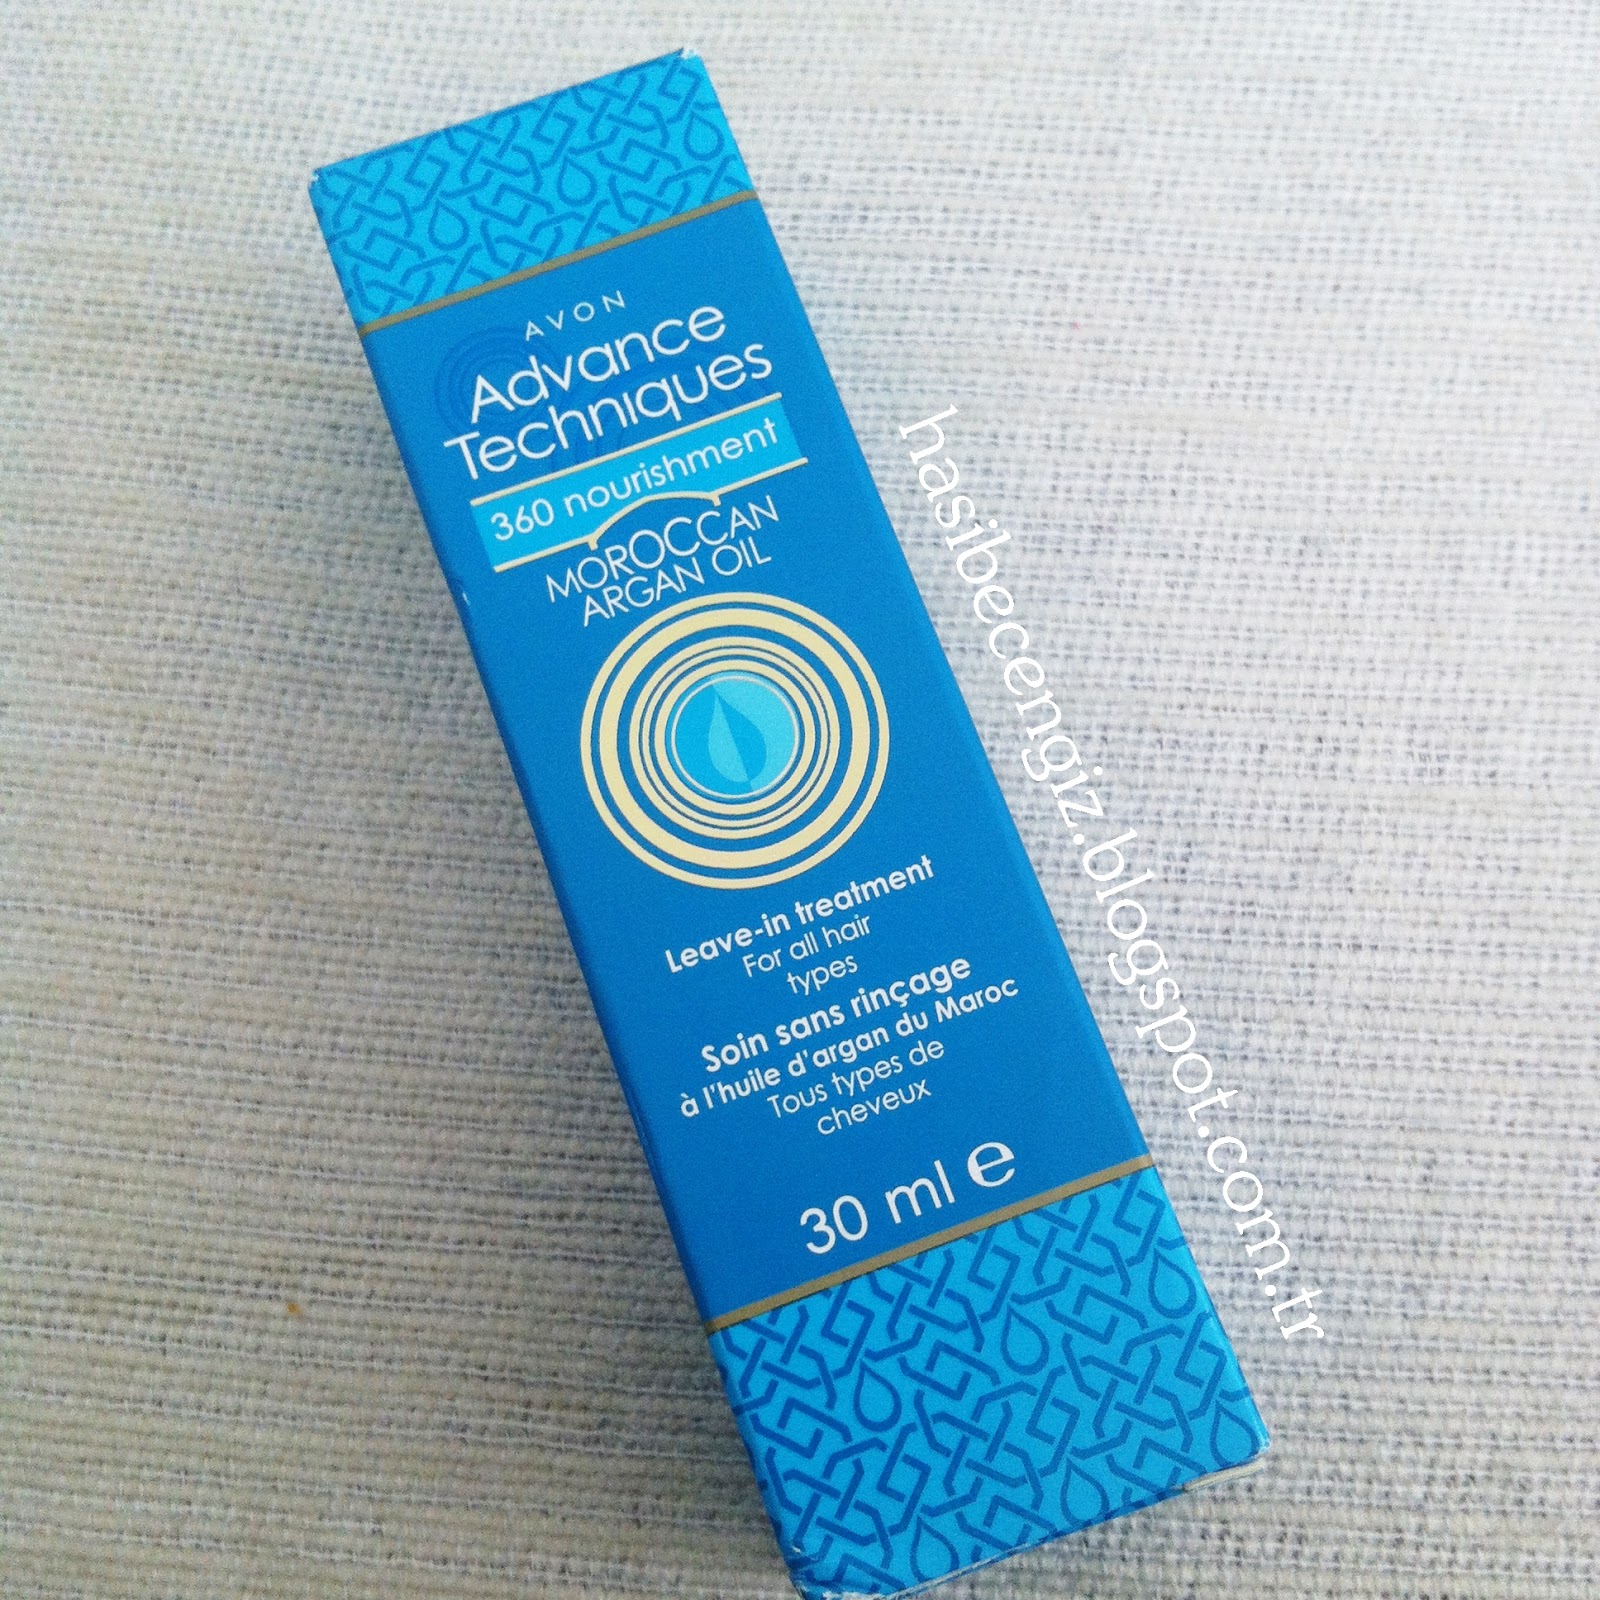 AVON
Advance
Techniques
360 nourishment
MOROCCAN
ARGAN OIL
Leave-in treatment
For all hair
types
Soin sans rinçage
à l'huile d'argan du Maroc
Tous types de
cheveux
30 ml e
hasibecengiz.blogspot.com.tr